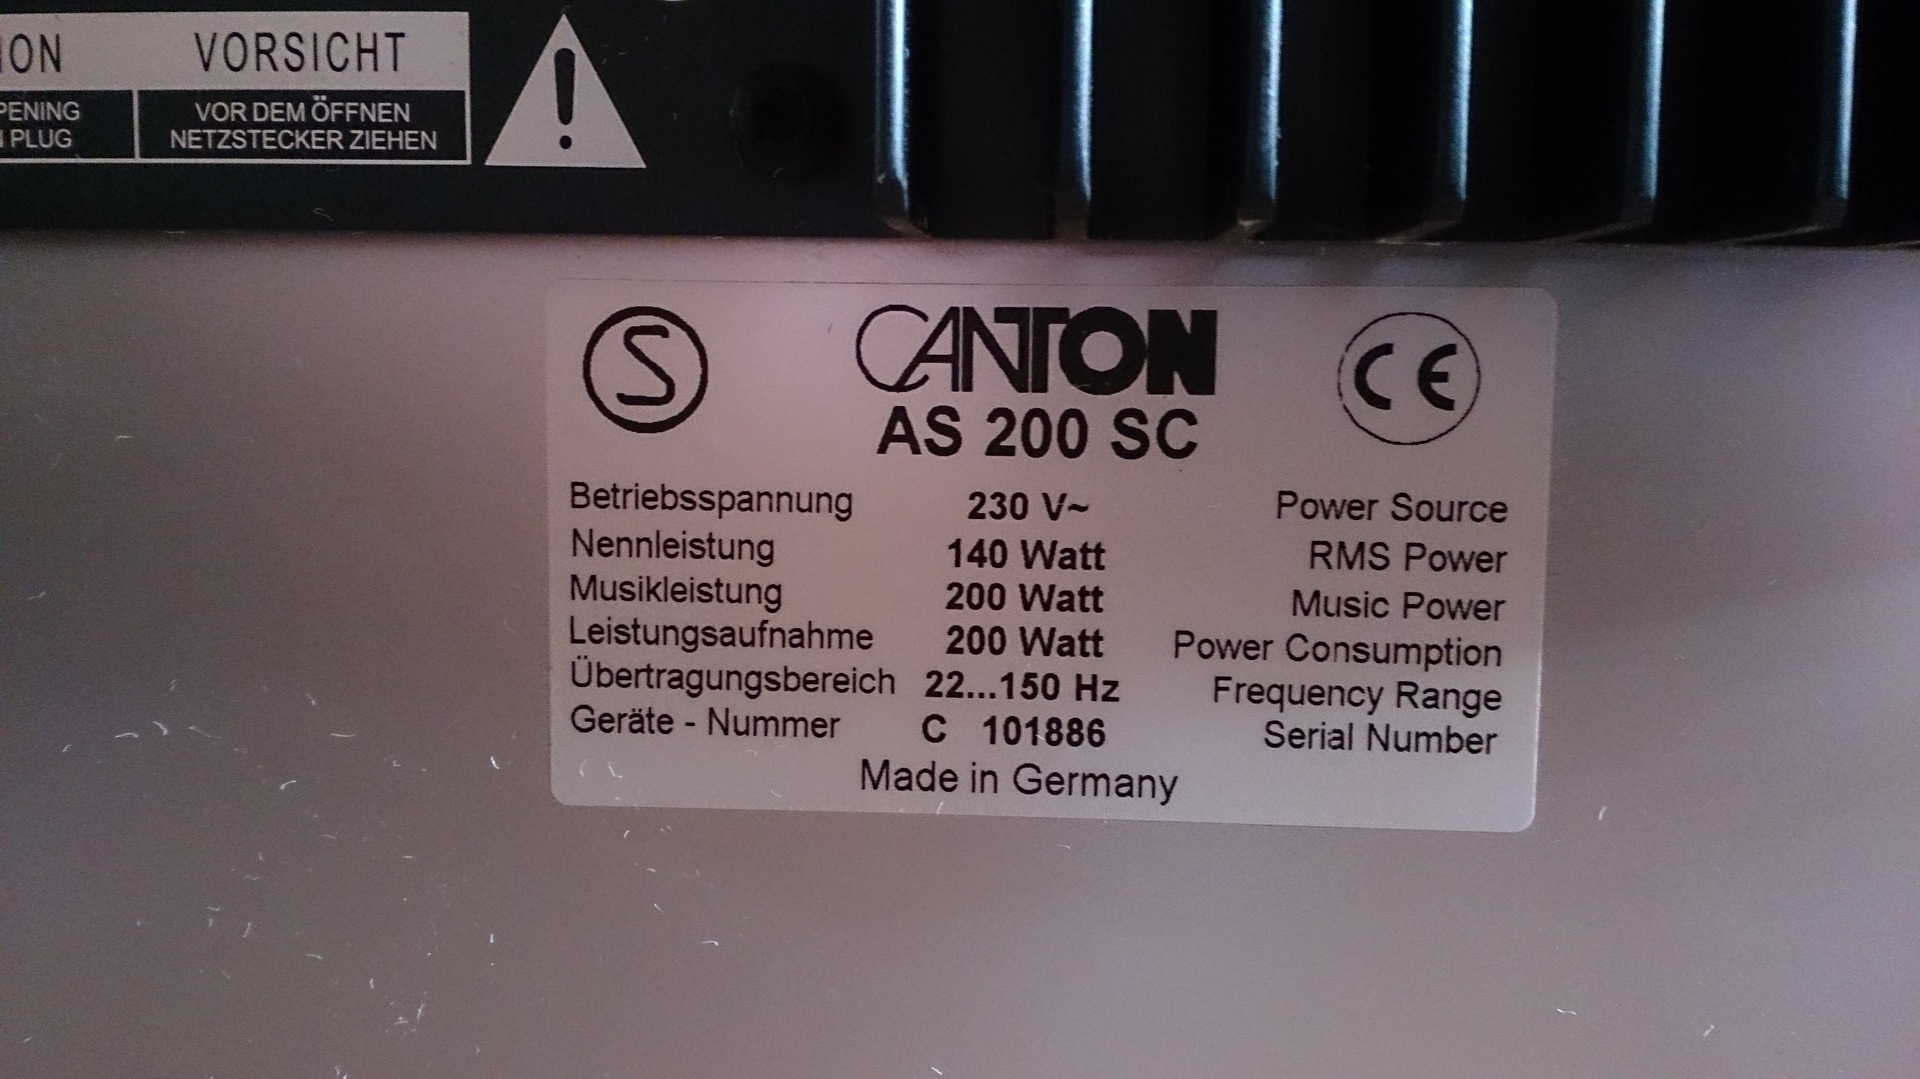 ION VORSICHT
PENING VOR DEM ÖFFNEN
PLUG NETZSTECKER ZIEHEN
S CANTON CE
AS 200 SC
Betriebsspannung 230 V~ Power Source
Nennleistung 140 Watt RMS Power
Musikleistung 200 Watt Music Power
Leistungsaufnahme 200 Watt Power Consumption
Übertragungsbereich 22...150 Hz Frequency Range
Geräte - Nummer C 101886 Serial Number
Made in Germany